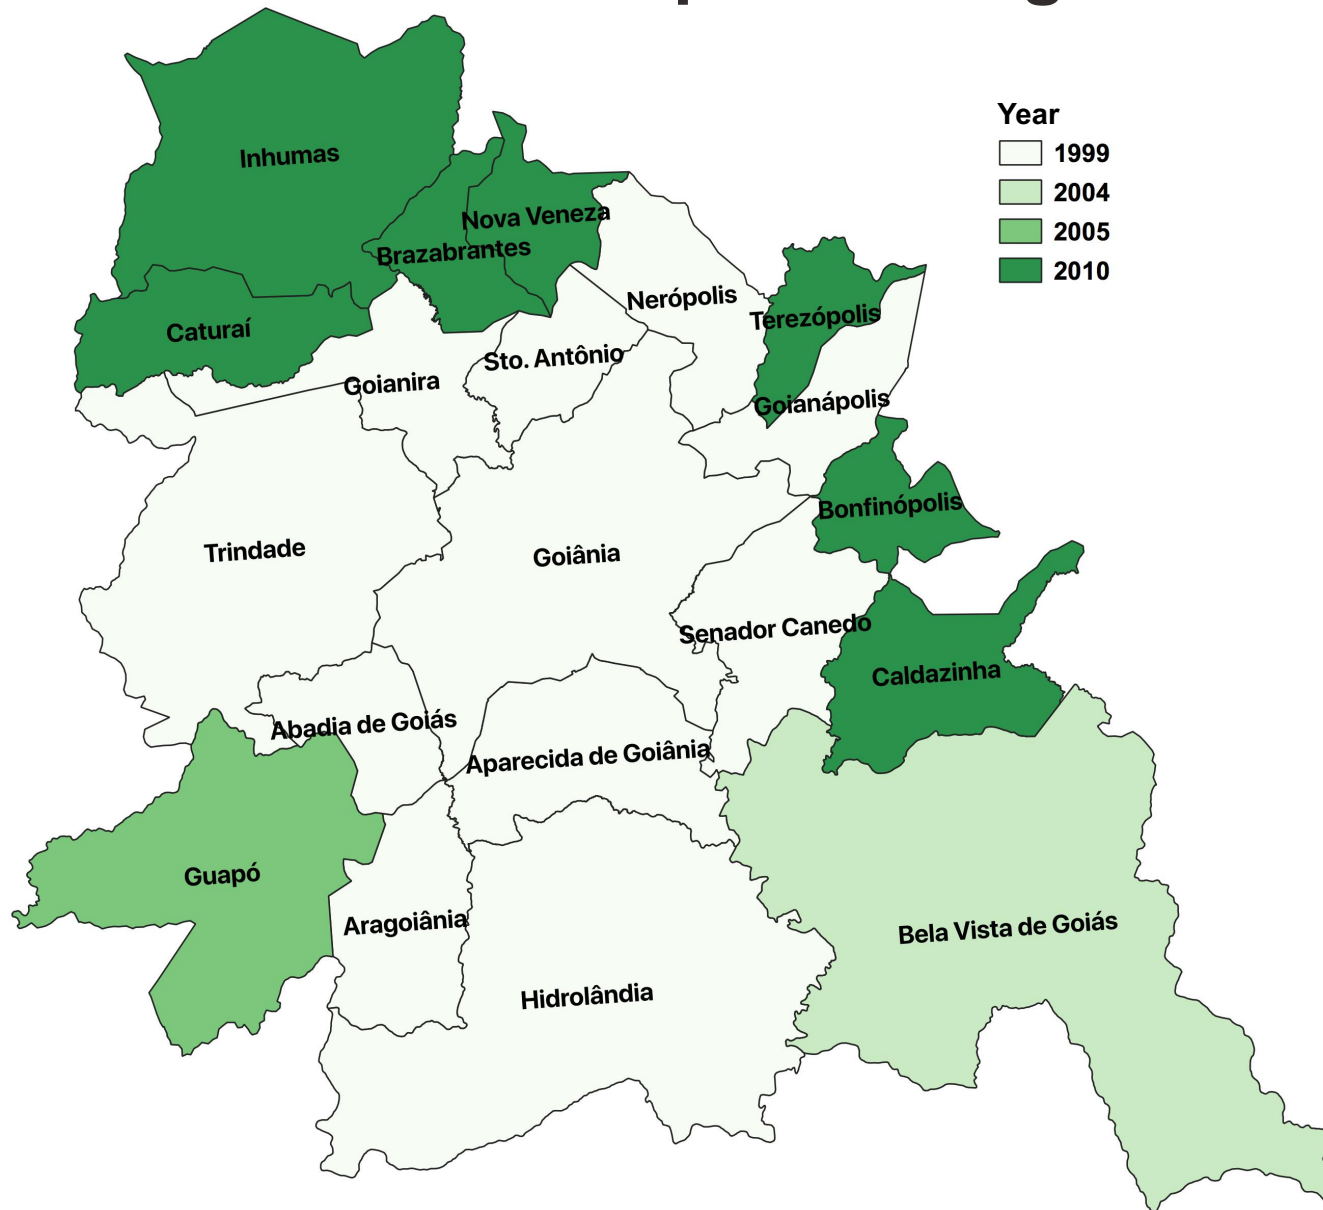 Year
1999
2004
2005
2010
Inhumas
Nova Veneza
Brazabrantes
Nerópolis
Terezópolis
Caturaí
Sto. Antônio
Goianira
Goianápolis
Bonfinópolis
Trindade
Goiânia
Senador Canedo
Caldazinha
Abadia de Goiás
Aparecida de Goiânia
Guapó
Aragoiânia
Bela Vista de Goiás
Hidrolândia